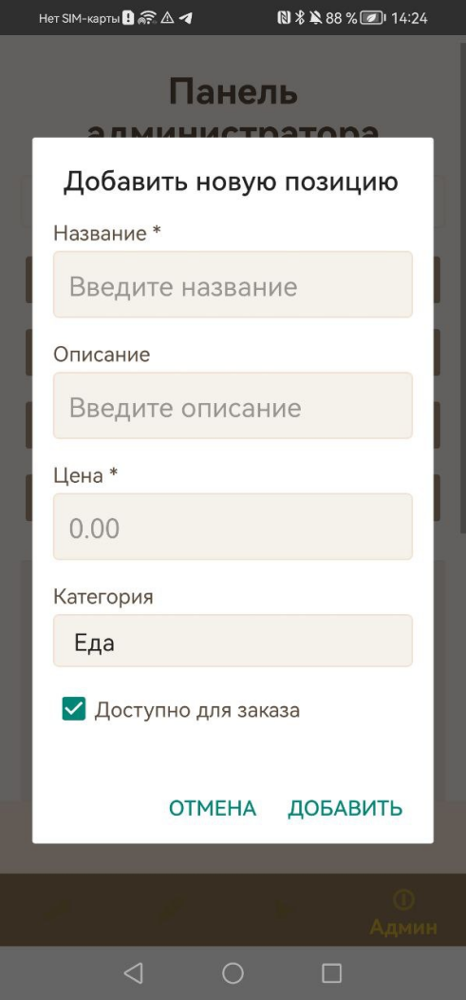 Нет SIM-карты 88 % 14:24
Панель
администратора
Добавить новую позицию
Название *
Введите название
Описание
Введите описание
Цена *
0.00
Категория
Еда
Доступно для заказа
ОТМЕНА ДОБАВИТЬ
Админ